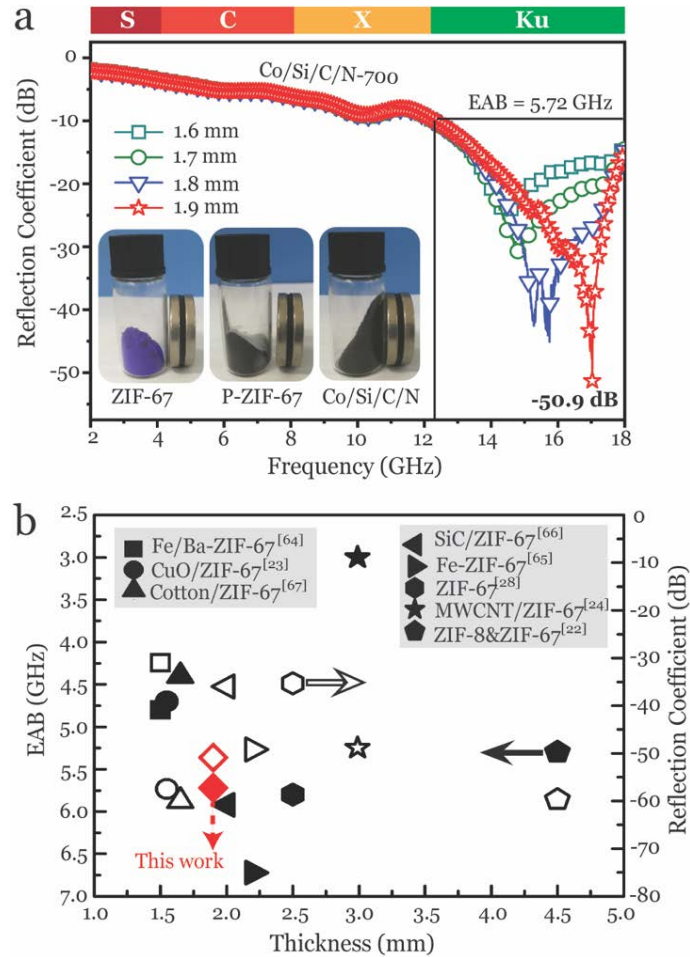 a
S C X Ku
Co/Si/C/N-700
EAB = 5.72 GHz
1.6 mm
1.7 mm
1.8 mm
1.9 mm
ZIF-67 P-ZIF-67 Co/Si/C/N
-50.9 dB
0
-10
-20
-30
-40
-50
Reflection Coefficient (dB)
2 4 6 8 10 12 14 16 18
Frequency (GHz)
b
Fe/Ba-ZIF-67[64]
CuO/ZIF-67[23]
Cotton/ZIF-67[67]
SiC/ZIF-67[66]
Fe-ZIF-67[65]
ZIF-67[28]
MWCNT/ZIF-67[24]
ZIF-8&ZIF-67[22]
This work
2.5
3.0
3.5
4.0
4.5
5.0
5.5
6.0
6.5
7.0
EAB (GHz)
0
-10
-20
-30
-40
-50
-60
-70
-80
Reflection Coefficient (dB)
1.0 1.5 2.0 2.5 3.0 3.5 4.0 4.5 5.0
Thickness (mm)